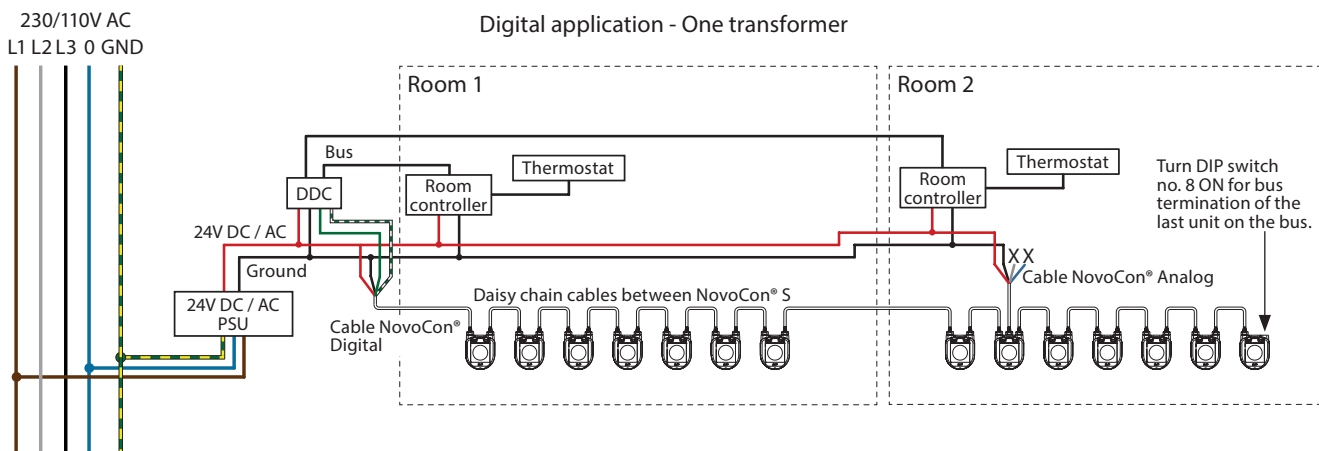 230/110V AC
L1 L2 L3 0 GND
Digital application - One transformer
Room 1
Room 2
Bus
DDC
Room
controller
Thermostat
Room
controller
Thermostat
Turn DIP switch
no. 8 ON for bus
termination of the
last unit on the bus.
24V DC / AC
Ground
24V DC / AC
PSU
Cable NovoCon®
Digital
Daisy chain cables between NovoCon® S
X X
Cable NovoCon® Analog